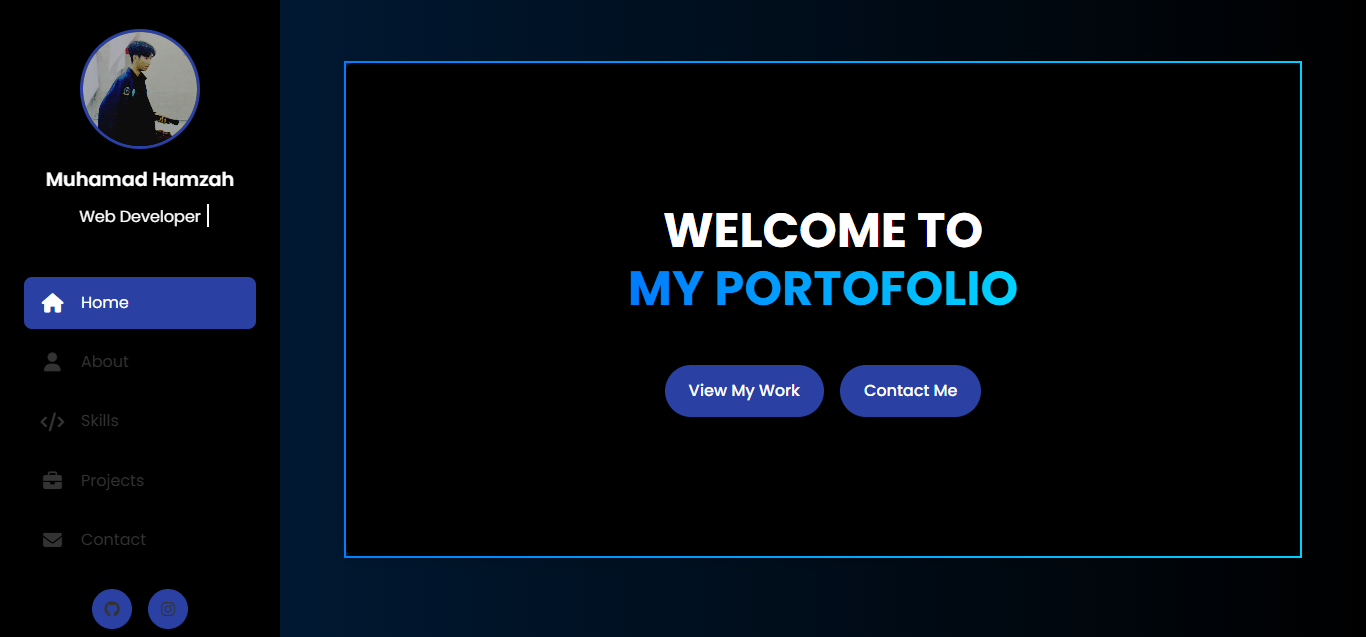 Muhamad Hamzah
Web Developer
Home
About
Skills
Projects
Contact
WELCOME TO
MY PORTOFOLIO
View My Work
Contact Me